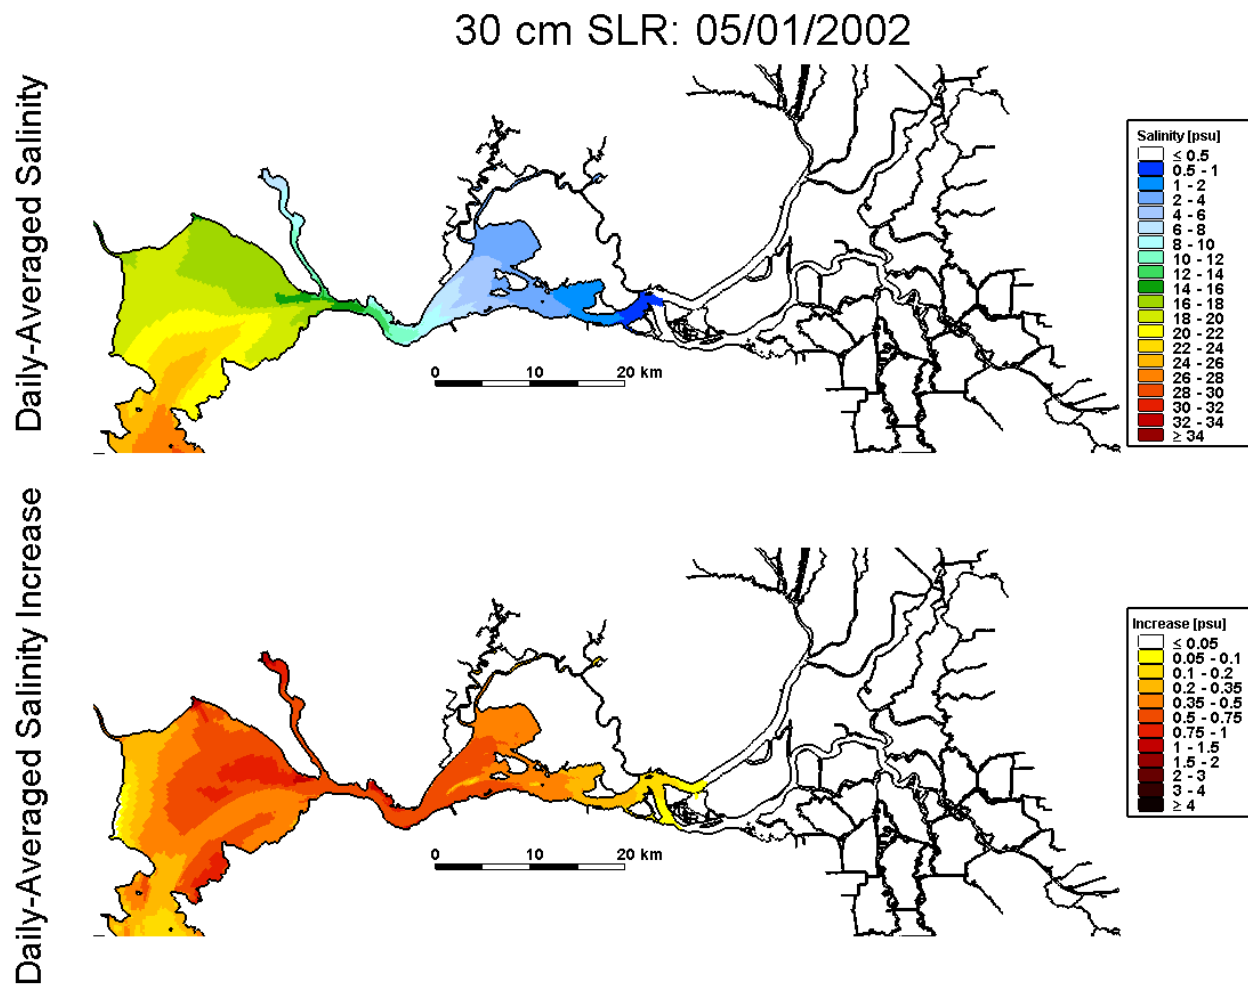 30 cm SLR: 05/01/2002
Daily-Averaged Salinity
Salinity [psu]
≤ 0.5
0.5 - 1
1 - 2
2 - 4
4 - 6
6 - 8
8 - 10
10 - 12
12 - 14
14 - 16
16 - 18
18 - 20
20 - 22
22 - 24
24 - 26
26 - 28
28 - 30
30 - 32
32 - 34
≥ 34
0 10 20 km
Daily-Averaged Salinity Increase
Increase [psu]
≤ 0.05
0.05 - 0.1
0.1 - 0.2
0.2 - 0.35
0.35 - 0.5
0.5 - 0.75
0.75 - 1
1 - 1.5
1.5 - 2
2 - 3
3 - 4
≥ 4
0 10 20 km